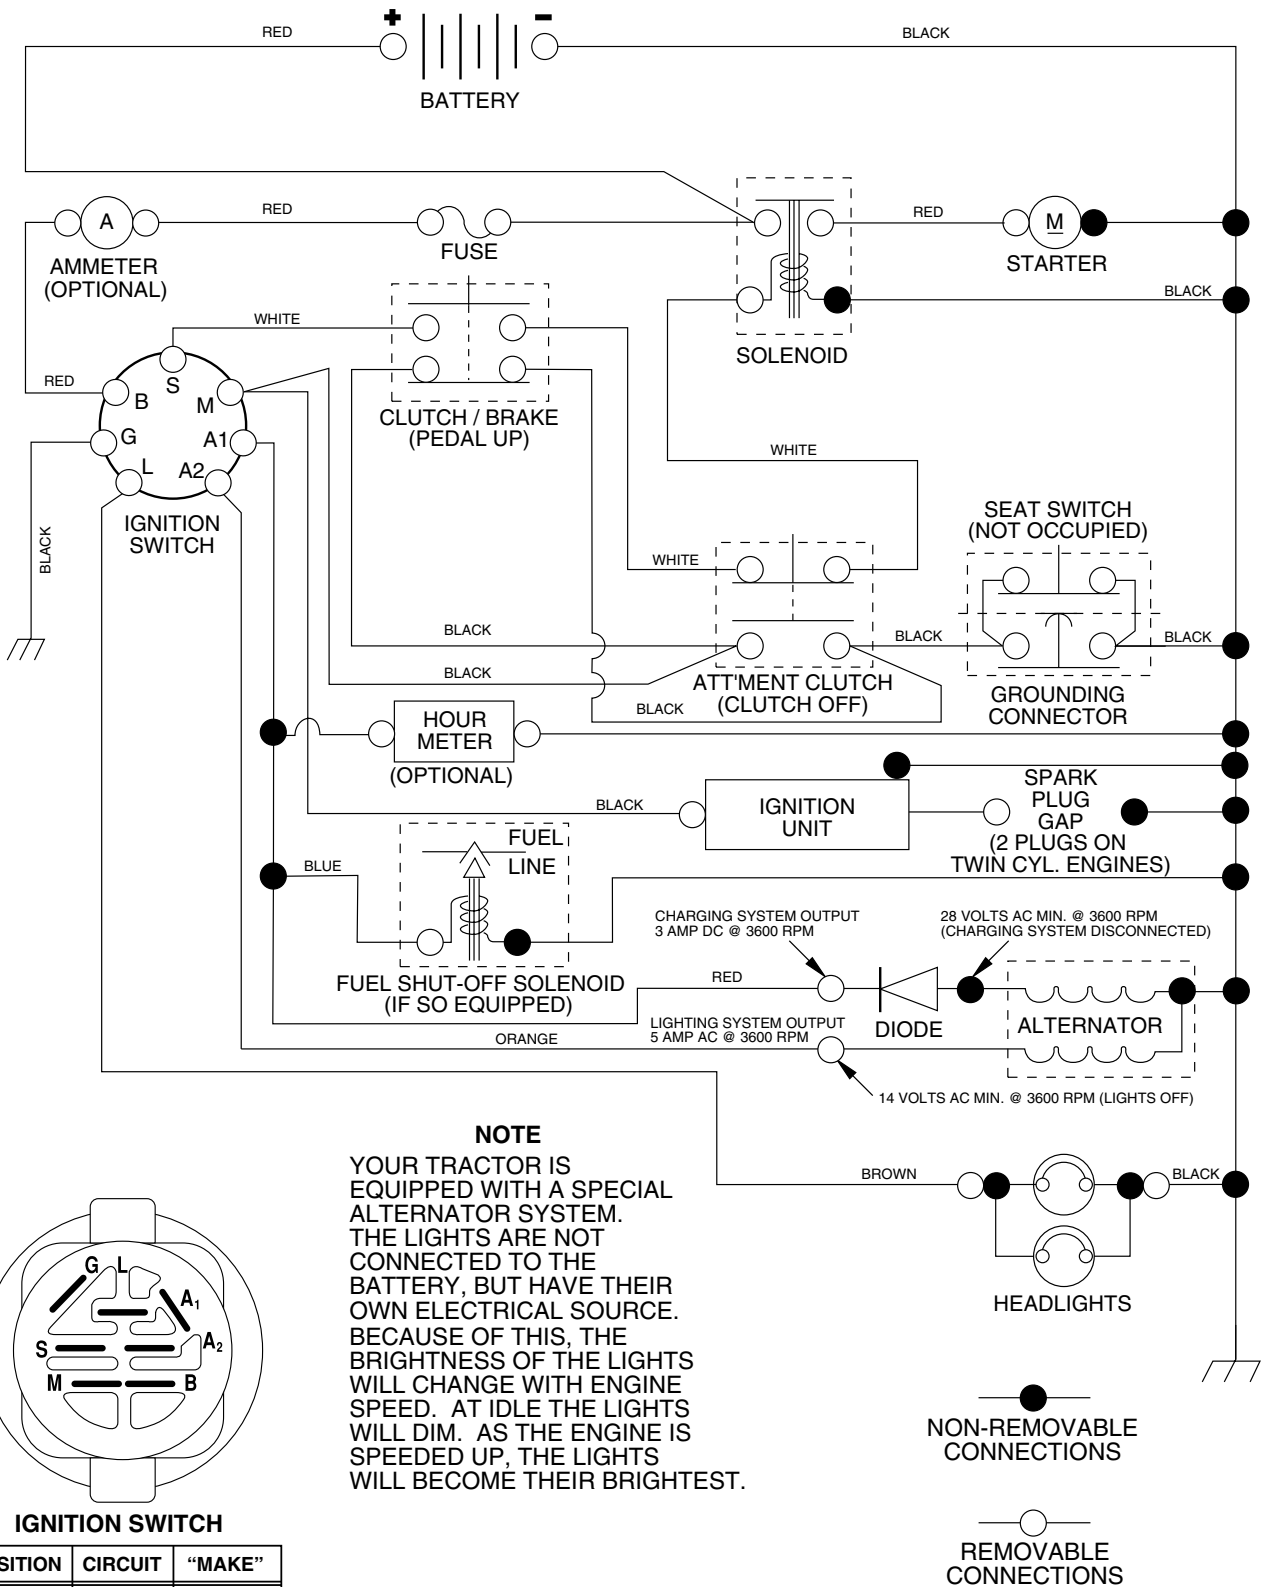 + −
RED
BLACK
BATTERY
A
RED
RED
M
FUSE
STARTER
AMMETER
(OPTIONAL)
BLACK
WHITE
SOLENOID
RED
S
B
M
CLUTCH / BRAKE
(PEDAL UP)
G
A1
WHITE
L
A2
IGNITION
SWITCH
BLACK
SEAT SWITCH
(NOT OCCUPIED)
WHITE
BLACK
BLACK
BLACK
BLACK
ATT'MENT CLUTCH
(CLUTCH OFF)
BLACK
GROUNDING
CONNECTOR
HOUR
METER
(OPTIONAL)
BLACK
IGNITION
UNIT
SPARK
PLUG
GAP
(2 PLUGS ON
TWIN CYL. ENGINES)
BLUE
FUEL
LINE
FUEL SHUT-OFF SOLENOID
(IF SO EQUIPPED)
CHARGING SYSTEM OUTPUT
3 AMP DC @ 3600 RPM
28 VOLTS AC MIN. @ 3600 RPM
(CHARGING SYSTEM DISCONNECTED)
RED
DIODE
ALTERNATOR
LIGHTING SYSTEM OUTPUT
5 AMP AC @ 3600 RPM
ORANGE
14 VOLTS AC MIN. @ 3600 RPM (LIGHTS OFF)
NOTE
YOUR TRACTOR IS
EQUIPPED WITH A SPECIAL
ALTERNATOR SYSTEM.
THE LIGHTS ARE NOT
CONNECTED TO THE
BATTERY, BUT HAVE THEIR
OWN ELECTRICAL SOURCE.
BECAUSE OF THIS, THE
BRIGHTNESS OF THE LIGHTS
WILL CHANGE WITH ENGINE
SPEED. AT IDLE THE LIGHTS
WILL DIM. AS THE ENGINE IS
SPEEDED UP, THE LIGHTS
WILL BECOME THEIR BRIGHTEST.
BROWN
BLACK
HEADLIGHTS
G L
A1
S
A2
M
B
IGNITION SWITCH
SITION CIRCUIT “MAKE”
NON-REMOVABLE
CONNECTIONS
REMOVABLE
CONNECTIONS